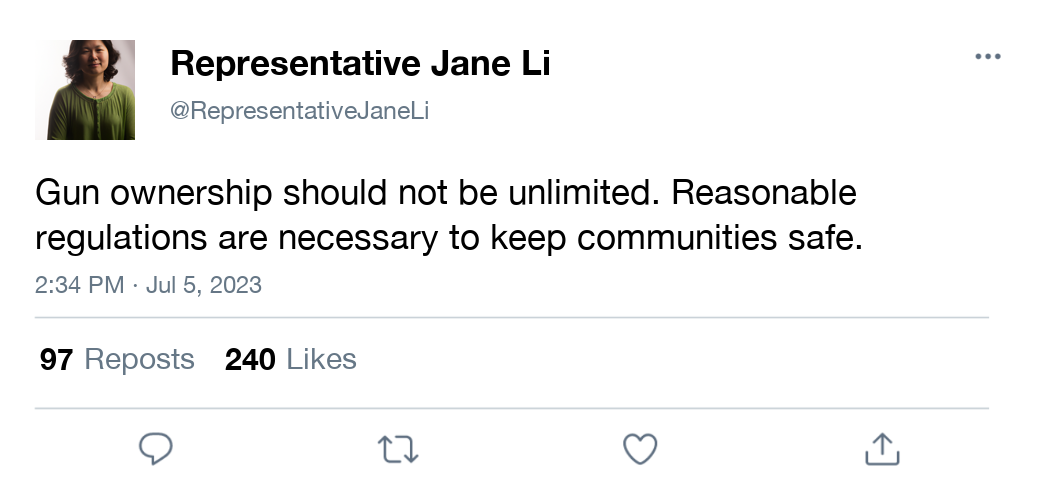 Representative Jane Li
@RepresentativeJaneLi
Gun ownership should not be unlimited. Reasonable
regulations are necessary to keep communities safe.
2:34 PM · Jul 5, 2023
97 Reposts 240 Likes